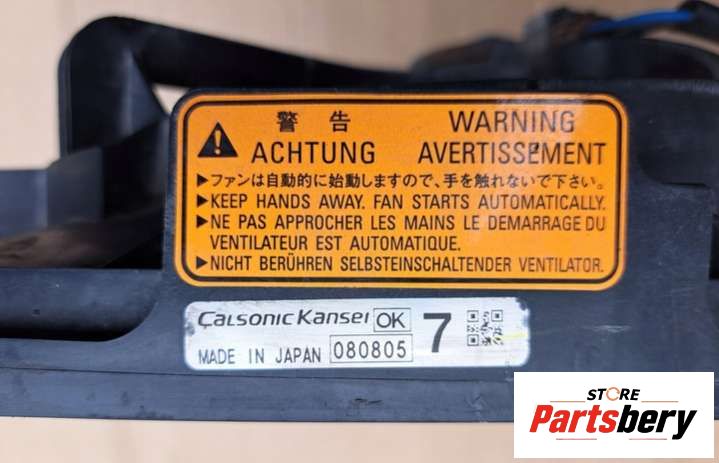 警告 WARNING
ACHTUNG AVERTISSEMENT
▶ファンは自動的に始動しますので、手を触れないで下さい。
▶KEEP HANDS AWAY. FAN STARTS AUTOMATICALLY.
▶NE PAS APPROCHER LES MAINS LE DEMARRAGE DU
VENTILATEUR EST AUTOMATIQUE.
▶NICHT BERÜHREN SELBSTEINSCHALTENDER VENTILATOR.
CALSONIC KANSEI OK 7
MADE IN JAPAN 080805
STORE
Partsbery